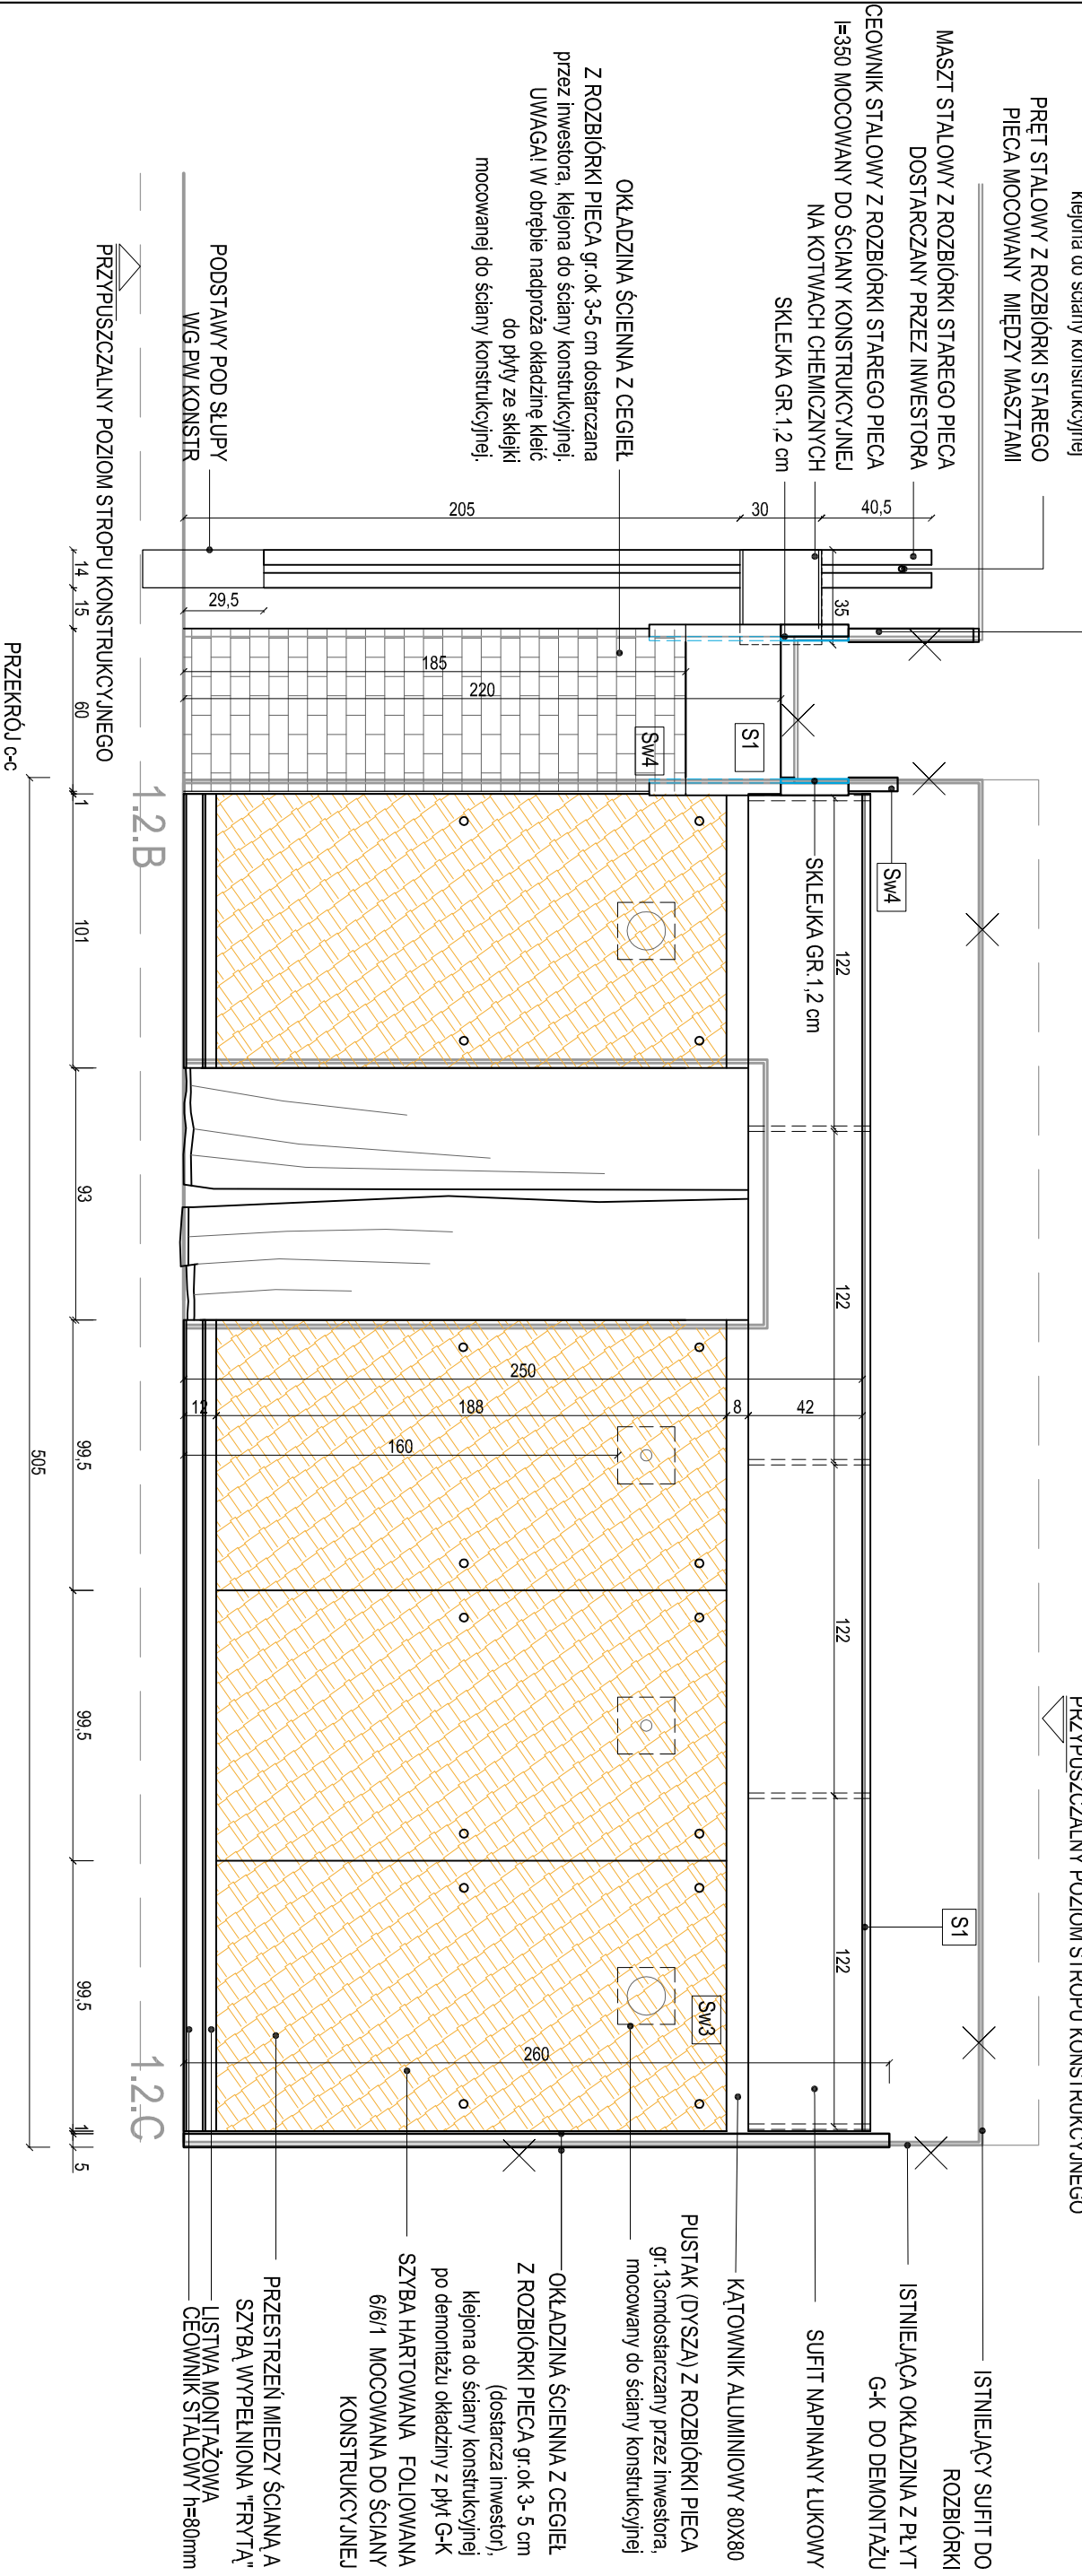 klejona do ściany konstrukcyjnej
PRĘT STALOWY Z ROZBIÓRKI STAREGO
PIECA MOCOWANY MIĘDZY MASZTAMI
MASZT STALOWY Z ROZBIÓRKI STAREGO PIECA
DOSTARCZANY PRZEZ INWESTORA
CEOWNIK STALOWY Z ROZBIÓRKI STAREGO PIECA
l=350 MOCOWANY DO ŚCIANY KONSTRUKCYJNEJ
NA KOTWACH CHEMICZNYCH
SKLEJKA GR.1,2 cm
OKŁADZINA ŚCIENNA Z CEGIEŁ
Z ROZBIÓRKI PIECA gr.ok 3-5 cm dostarczana
przez inwestora, klejona do ściany konstrukcyjnej.
UWAGA! W obrębie nadproża okładzinę kleić
do płyty ze sklejki
mocowanej do ściany konstrukcyjnej.
PODSTAWY POD SŁUPY
WG PW KONSTR
PRZYPUSZCZALNY POZIOM STROPU KONSTRUKCYJNEGO
40,5
30
205
35
29,5
185
220
14
15
60
1
101
93
99,5
99,5
99,5
1
5
505
S1
Sw4
Sw4
SKLEJKA GR.1,2 cm
122
122
122
122
250
12
188
8
42
160
260
S1
Sw3
1.2.B
1.2.C
PRZEKRÓJ c-c
PRZYPUSZCZALNY POZIOM STROPU KONSTRUKCYJNEGO
ISTNIEJĄCY SUFIT DO
ROZBIÓRKI
ISTNIEJĄCA OKŁADZINA Z PŁYT
G-K DO DEMONTAŻU
SUFIT NAPINANY ŁUKOWY
KĄTOWNIK ALUMINIOWY 80X80
PUSTAK (DYSZA) Z ROZBIÓRKI PIECA
gr.13cmdostarczany przez inwestora,
mocowany do ściany konstrukcyjnej
OKŁADZINA ŚCIENNA Z CEGIEŁ
Z ROZBIÓRKI PIECA gr.ok 3- 5 cm
(dostarcza inwestor),
klejona do ściany konstrukcyjnej
po demontażu okładziny z płyt G-K
SZYBA HARTOWANA FOLIOWANA
6/6/1 MOCOWANA DO ŚCIANY
KONSTRUKCYJNEJ
PRZESTRZEŃ MIEDZY ŚCIANĄ A
SZYBĄ WYPEŁNIONA "FRYTĄ"
LISTWA MONTAŻOWA
CEOWNIK STALOWY h=80mm